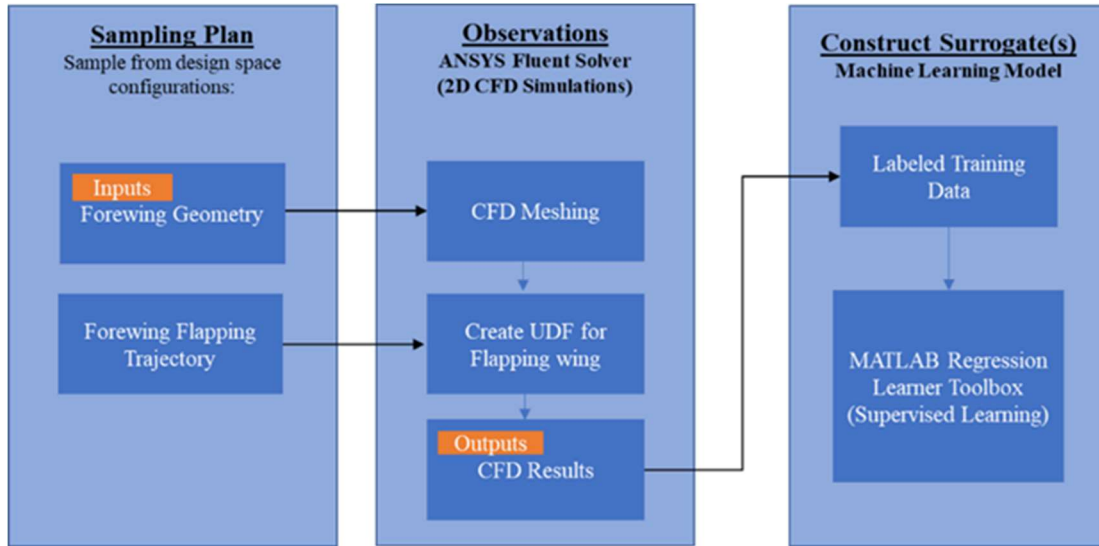 Sampling Plan
Sample from design space
configurations:
Inputs
Forewing Geometry
Forewing Flapping
Trajectory
Observations
ANSYS Fluent Solver
(2D CFD Simulations)
CFD Meshing
Create UDF for
Flapping wing
Outputs
CFD Results
Construct Surrogate(s)
Machine Learning Model
Labeled Training
Data
MATLAB Regression
Learner Toolbox
(Supervised Learning)